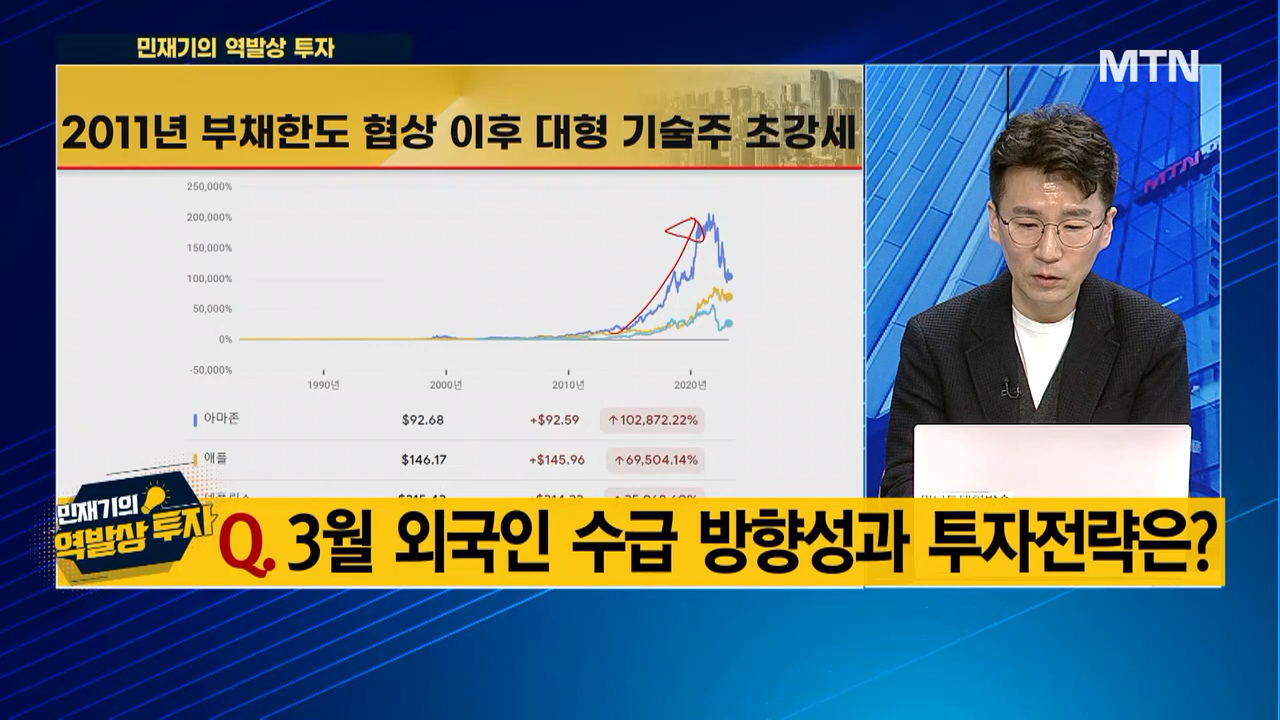 민재기의 역발상 투자
MTN
2011년 부채한도 협상 이후 대형 기술주 초강세
MTN
250,000%
200,000%
150,000%
100,000%
50,000%
0%
-50,000%
1990년
2000년
2010년
2020년
아마존 $92.68 +$92.59 ↑102,872.22%
애플 $146.17 +$145.96 ↑69,504.14%
민재기의
역발상 투자
Q. 3월 외국인 수급 방향성과 투자전략은?